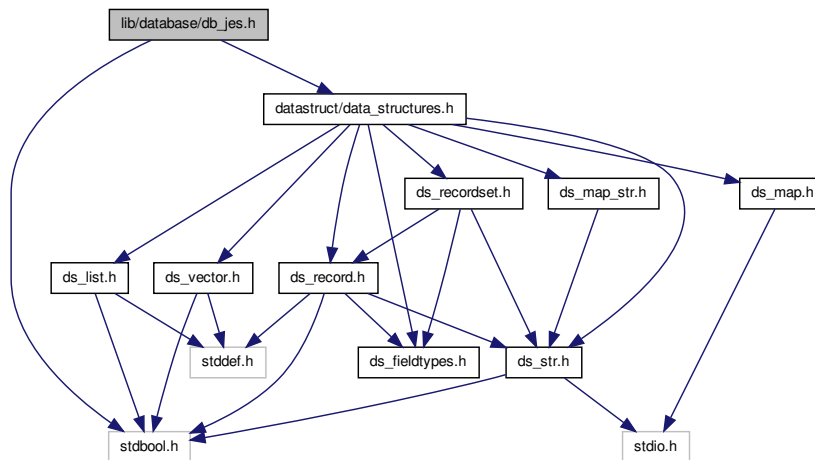 lib/database/db_jes.h
datastruct/data_structures.h
ds_recordset.h
ds_map_str.h
ds_map.h
ds_list.h
ds_vector.h
ds_record.h
stddef.h
ds_fieldtypes.h
ds_str.h
stdbool.h
stdio.h